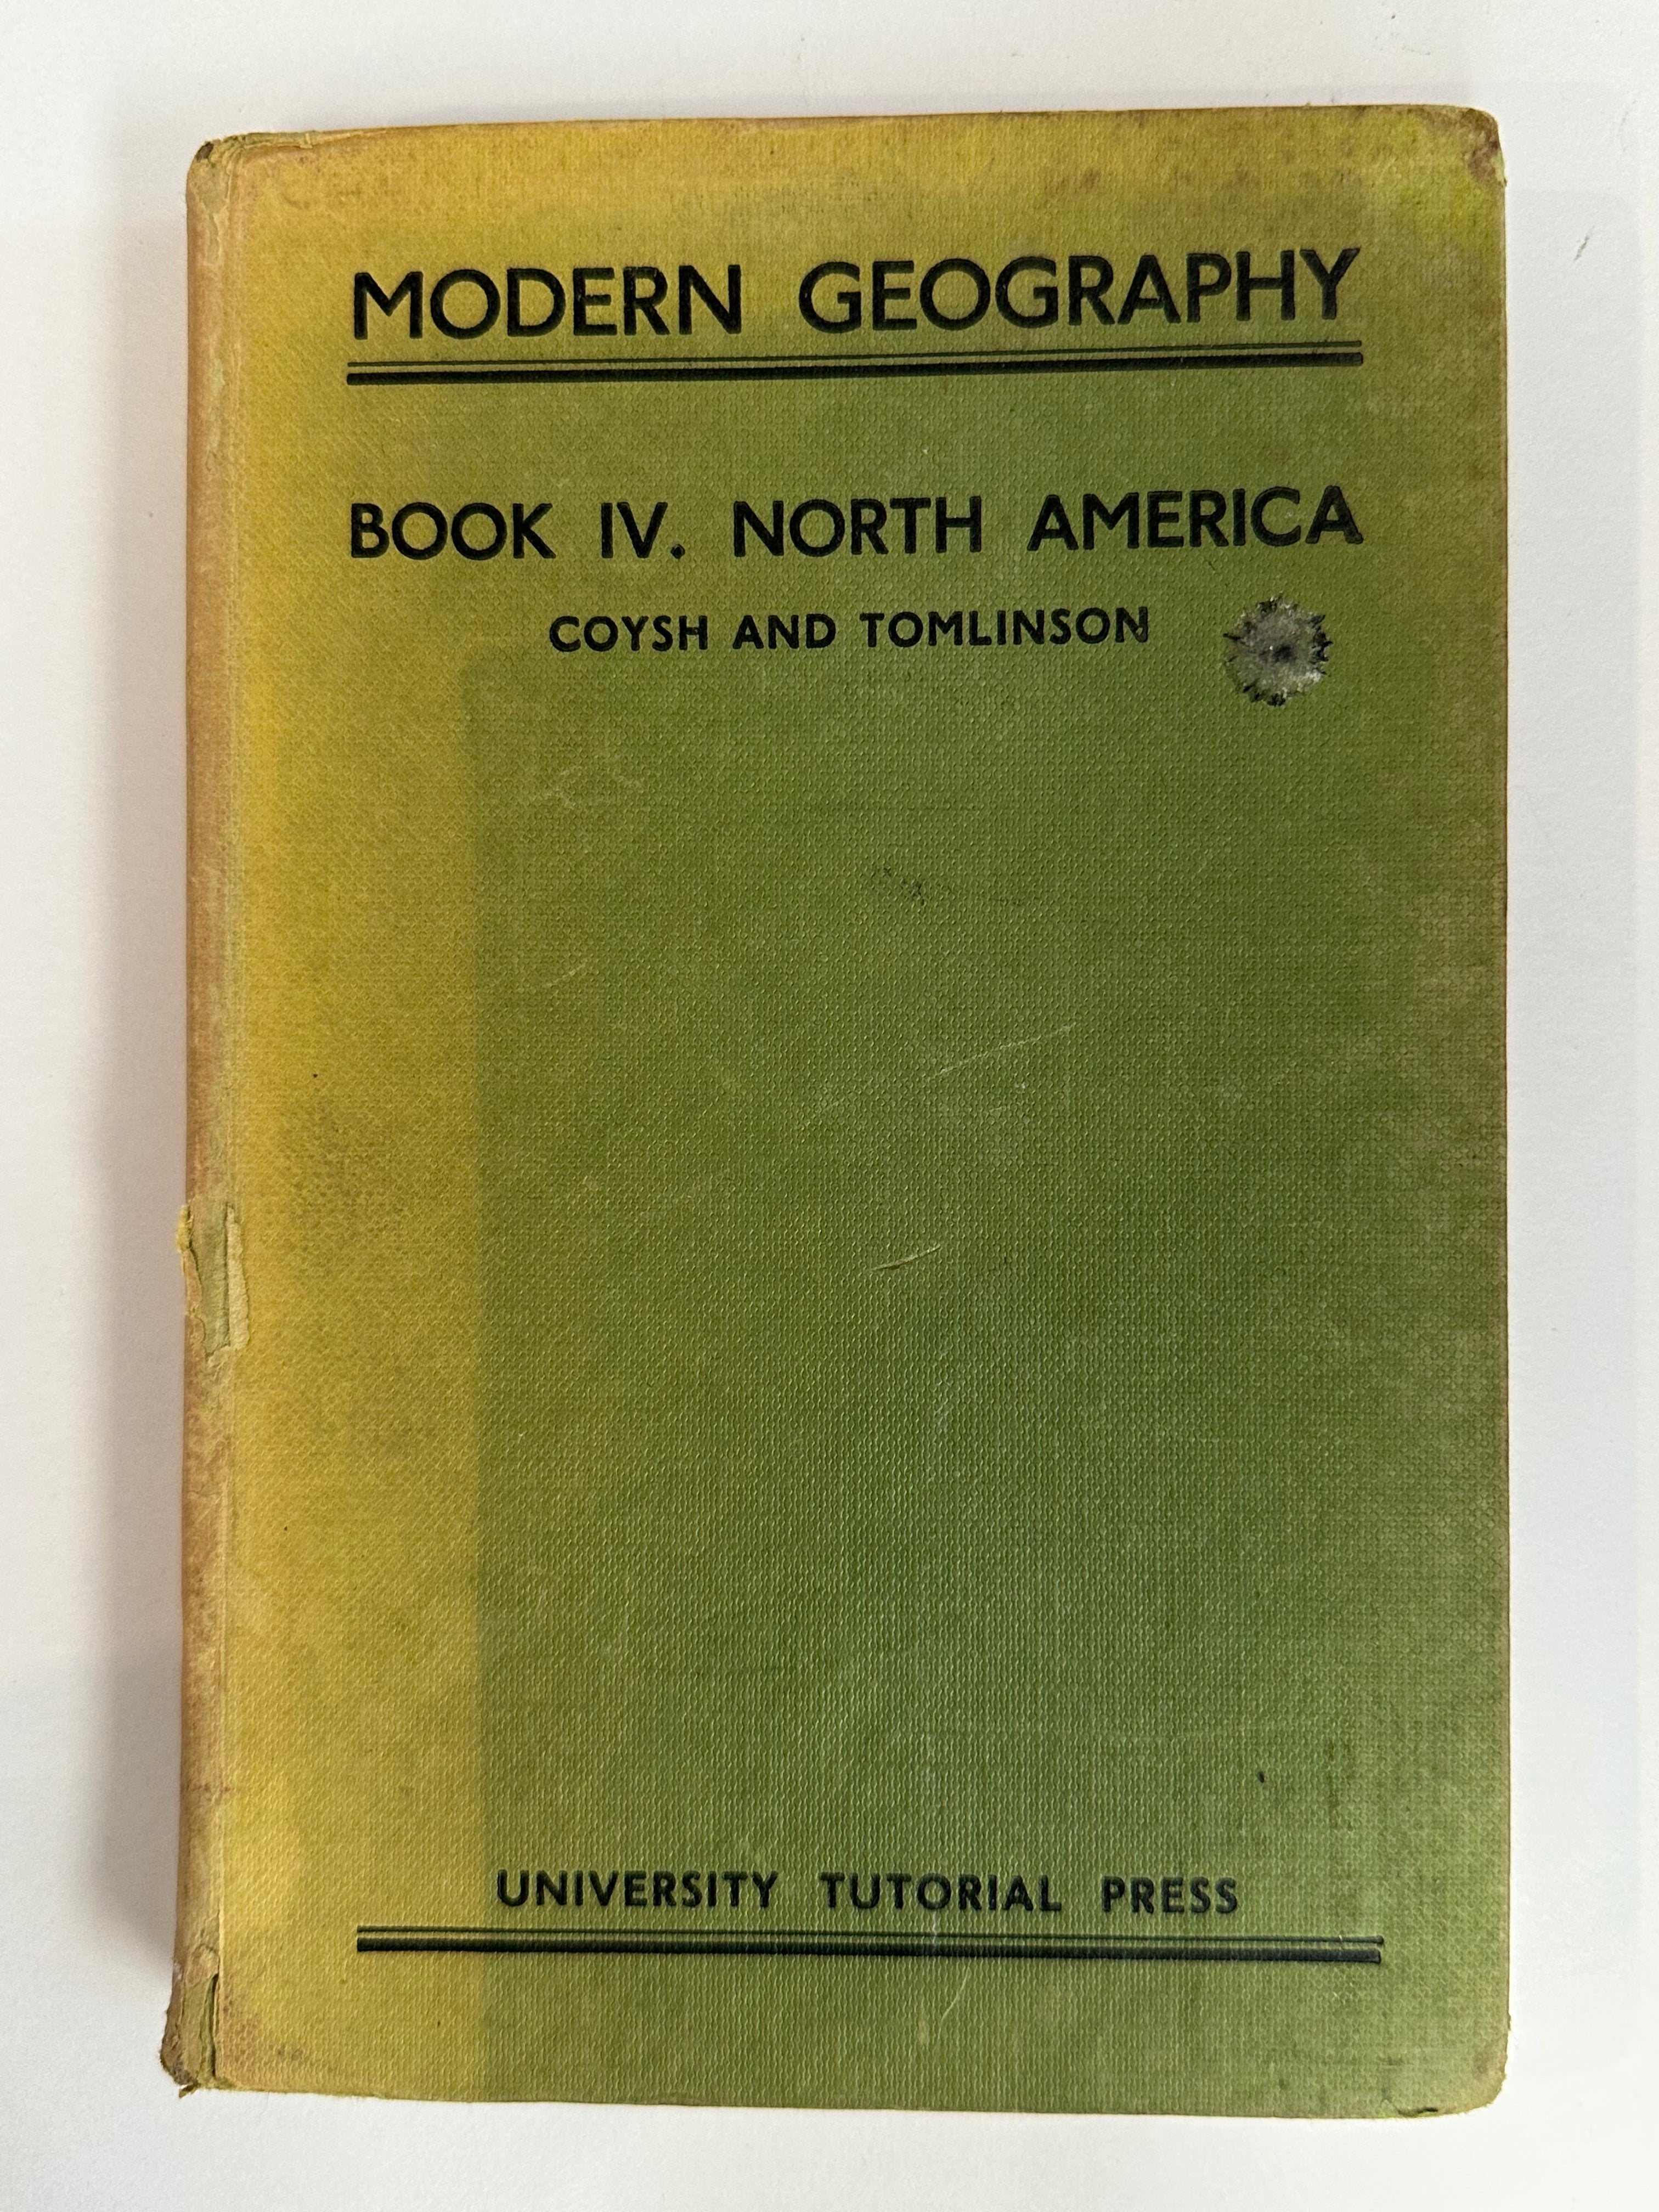 MODERN GEOGRAPHY
BOOK IV. NORTH AMERICA
COYSH AND TOMLINSON
UNIVERSITY TUTORIAL PRESS